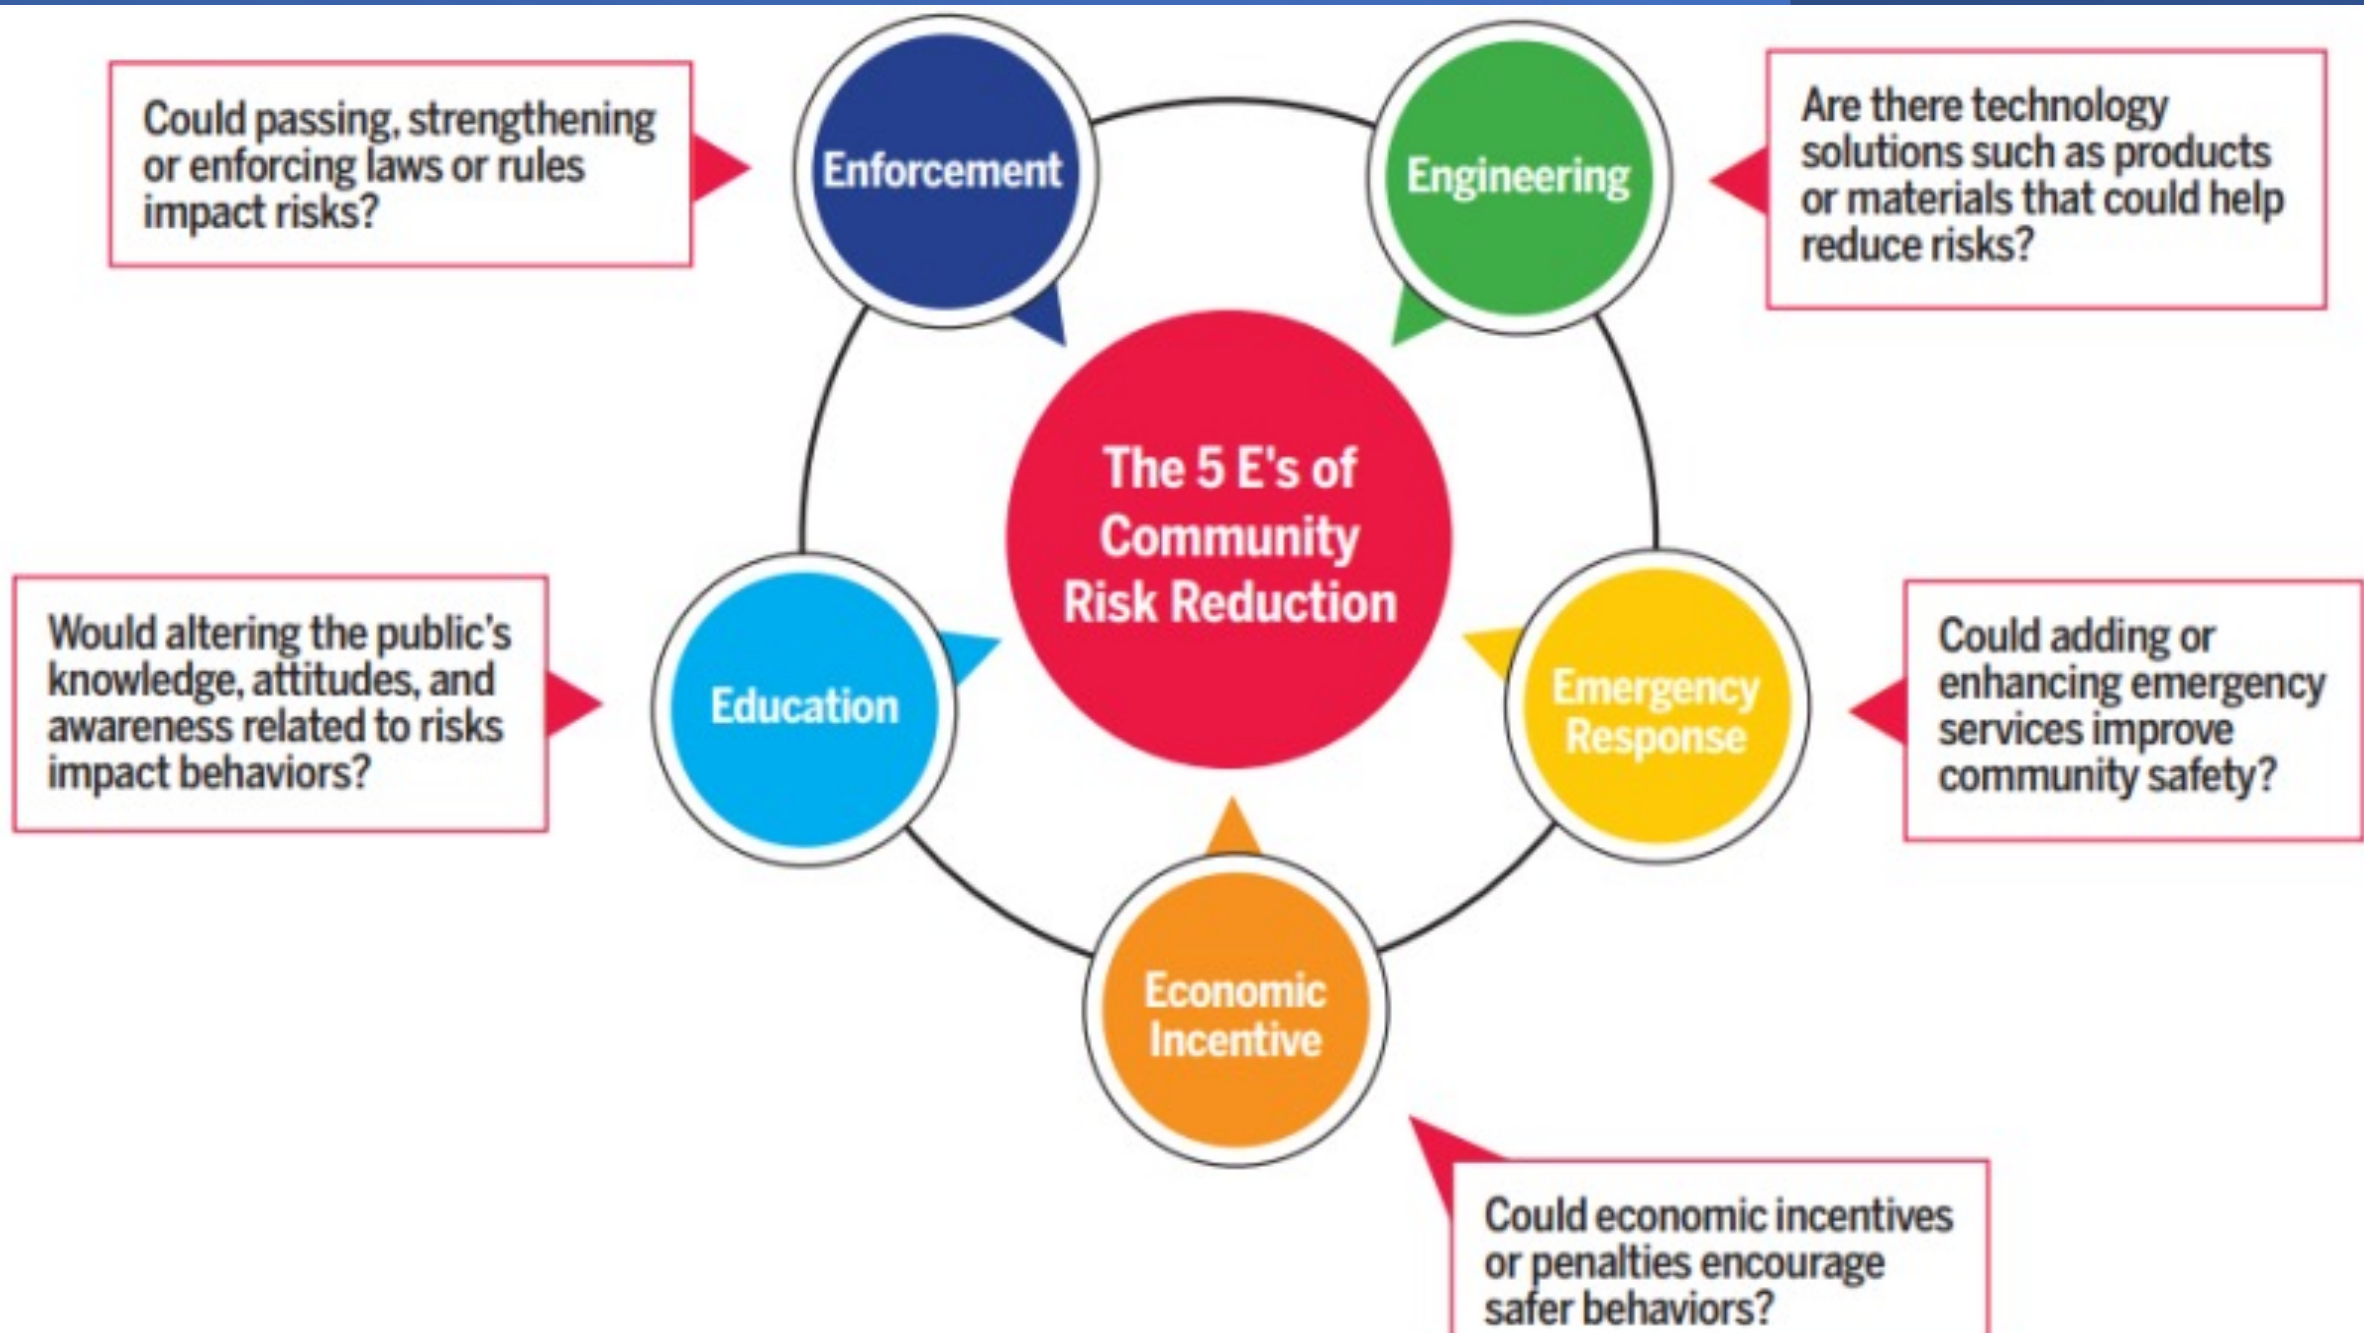 Could passing, strengthening
or enforcing laws or rules
impact risks?
Enforcement
Engineering
Are there technology
solutions such as products
or materials that could help
reduce risks?
The 5 E's of
Community
Risk Reduction
Would altering the public's
knowledge, attitudes, and
awareness related to risks
impact behaviors?
Education
Emergency
Response
Could adding or
enhancing emergency
services improve
community safety?
Economic
Incentive
Could economic incentives
or penalties encourage
safer behaviors?